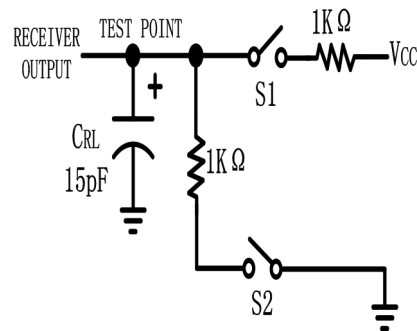 RECEIVER
OUTPUT
TEST POINT
1KΩ
VCC
S1
+
CRL
15pF
1KΩ
S2